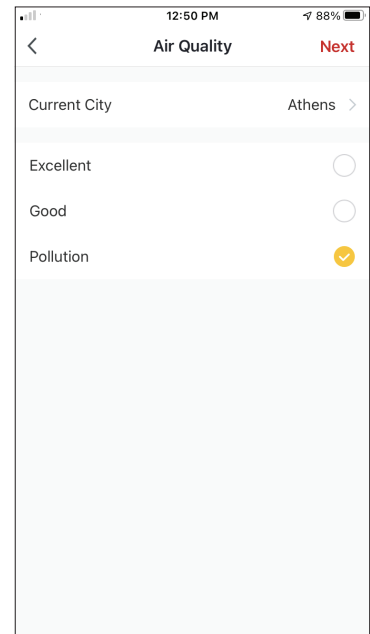 12:50 PM 88%
Air Quality Next
Current City Athens
Excellent
Good
Pollution